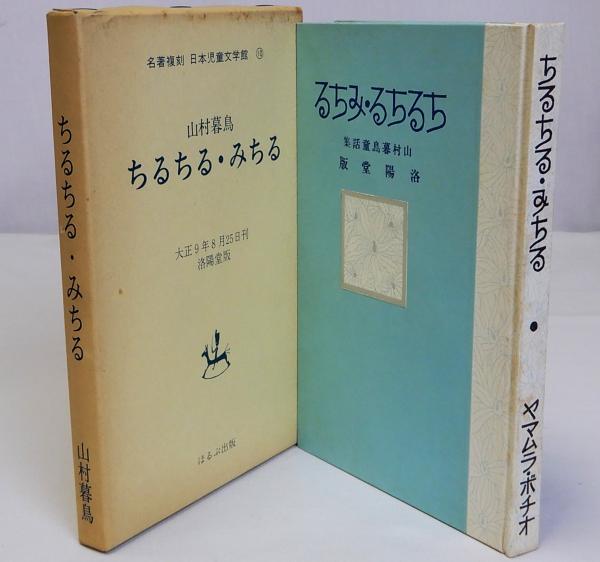 ちるちる・みちる
山村暮鳥
名著複刻 日本児童文学館 ⑩
山村暮鳥
ちるちる・みちる
大正9年8月25日刊
洛陽堂版
ほるぷ出版
ちるちる・みちる
山村暮鳥童話集
洛陽堂版
ちるちる・みちる
●
ヤマムラ・ボチオ